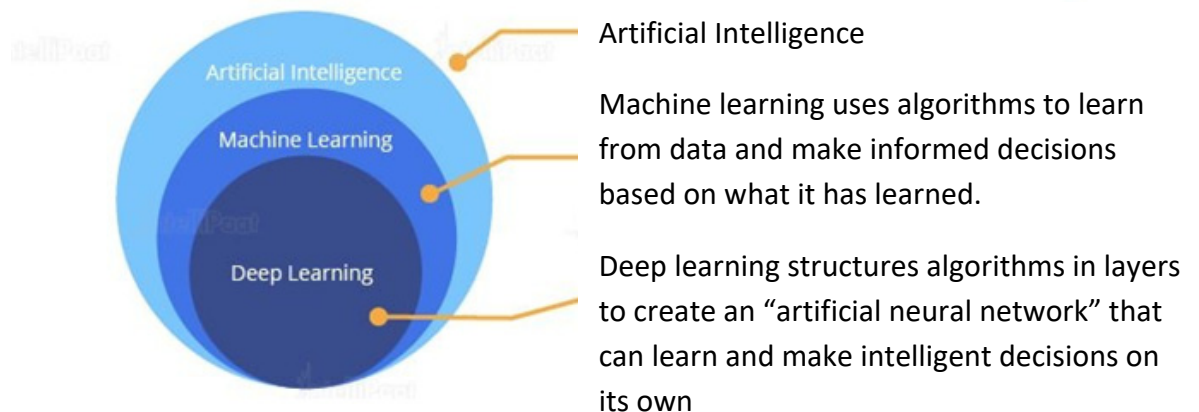 Artificial Intelligence
Machine Learning
Deep Learning
Artificial Intelligence
Machine learning uses algorithms to learn
from data and make informed decisions
based on what it has learned.
Deep learning structures algorithms in layers
to create an “artificial neural network” that
can learn and make intelligent decisions on
its own